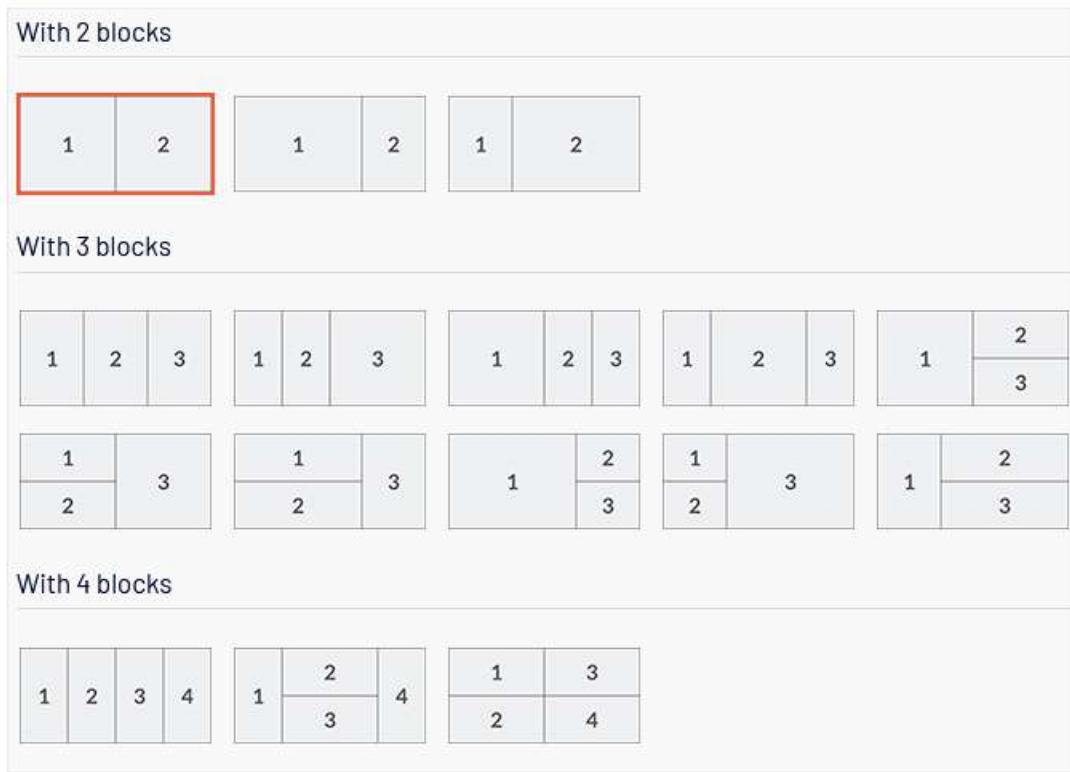 With 2 blocks
1 2 1 2 1 2
With 3 blocks
1 2 3 1 2 3 1 2 3 1 2 3 1 2 3
1 2 3 1 2 3 1 2 3 1 2 3 1 2 3
With 4 blocks
1 2 3 4 1 2 3 4 1 3 2 4